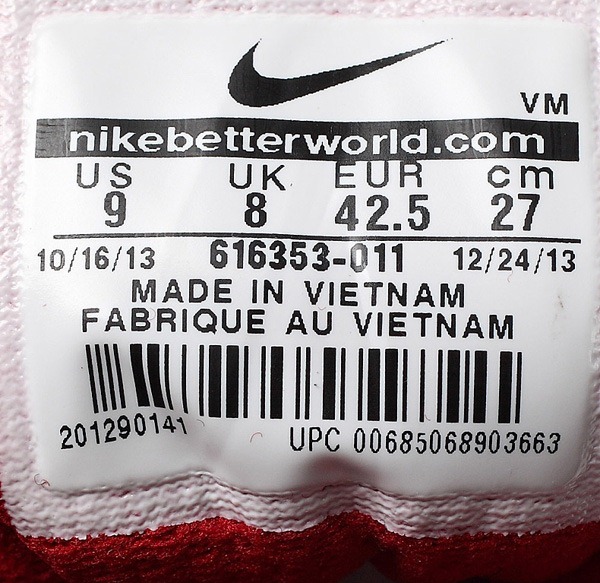 VM
nikebetterworld.com
US UK EUR cm
9 8 42.5 27
10/16/13 616353-011 12/24/13
MADE IN VIETNAM
FABRIQUE AU VIETNAM
201290141 UPC 00685068903663